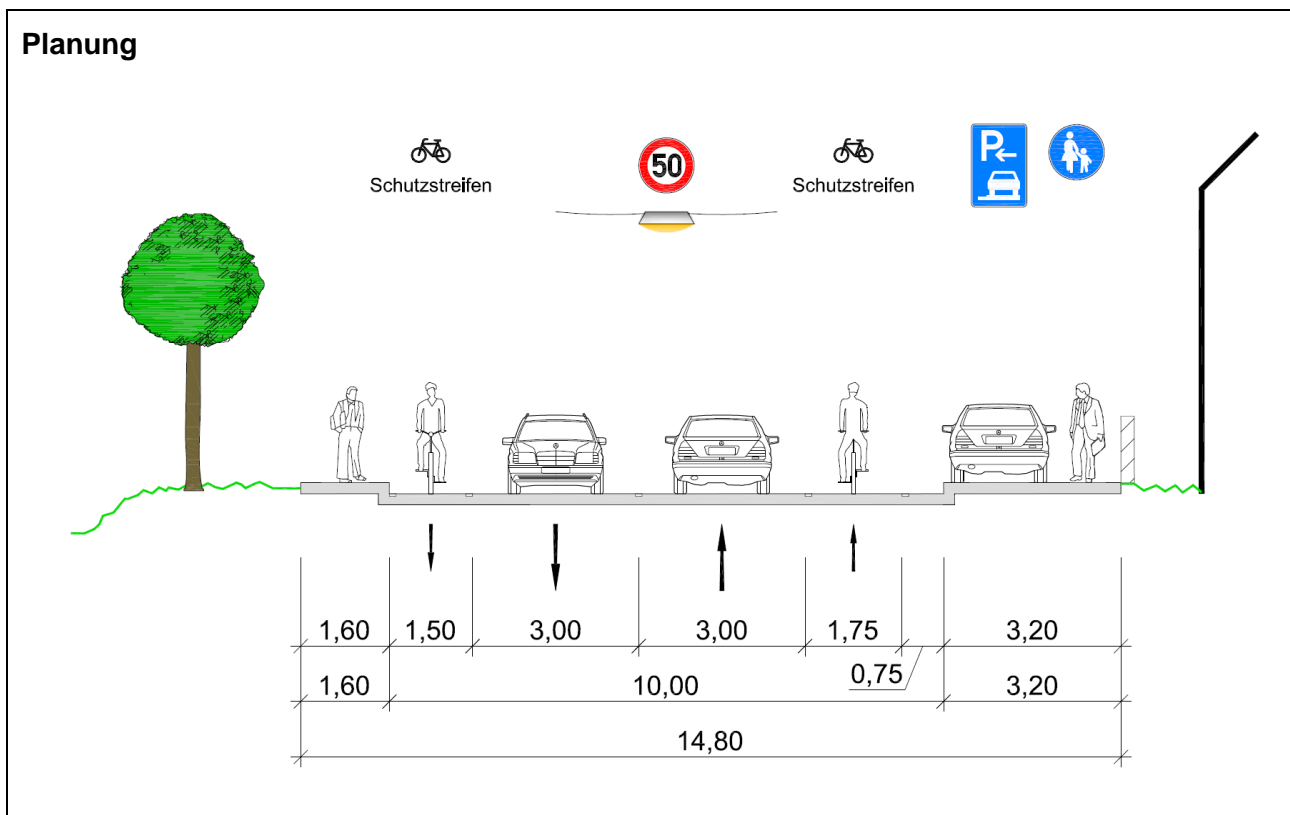 Planung
50
P
Schutzstreifen
Schutzstreifen
1,60 1,50 3,00 3,00 1,75 3,20
0,75
1,60 10,00 3,20
14,80